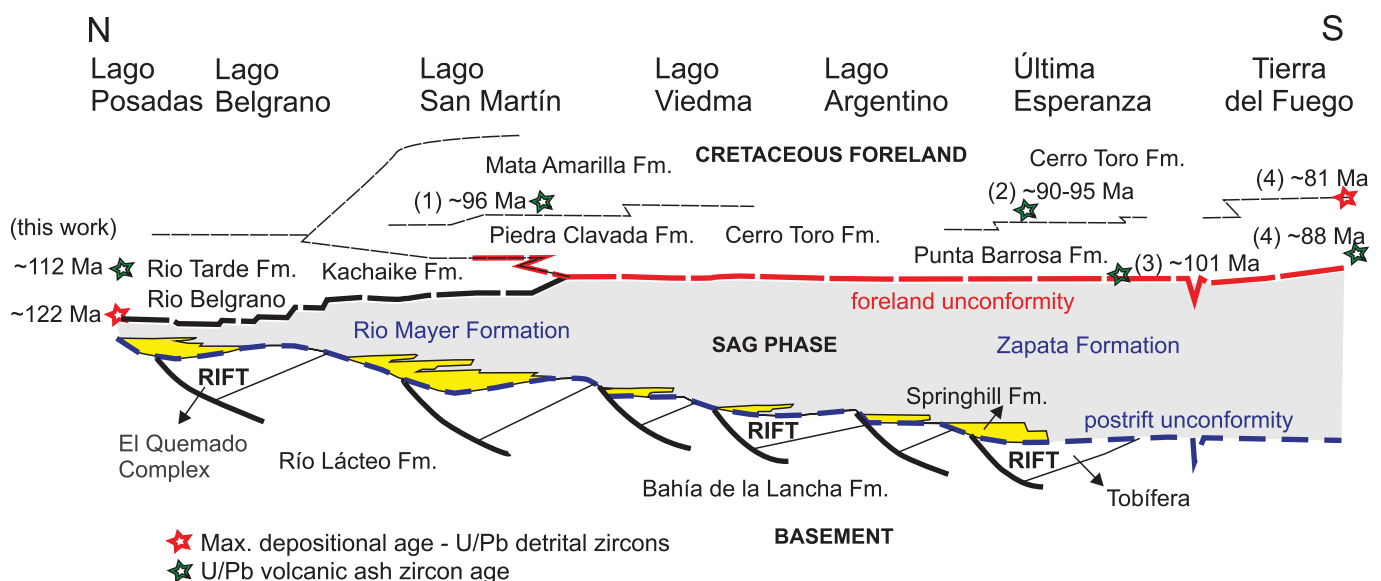 N
S
Lago
Posadas
Lago
Belgrano
Lago
San Martín
Lago
Viedma
Lago
Argentino
Última
Esperanza
Tierra
del Fuego
Mata Amarilla Fm.
CRETACEOUS FORELAND
Cerro Toro Fm.
(1) ~96 Ma
(2) ~90-95 Ma
(4) ~81 Ma
(this work)
Piedra Clavada Fm.
Cerro Toro Fm.
Punta Barrosa Fm.
(4) ~88 Ma
~112 Ma
Rio Tarde Fm.
Kachaike Fm.
(3) ~101 Ma
Rio Belgrano
~122 Ma
foreland unconformity
Rio Mayer Formation
SAG PHASE
Zapata Formation
RIFT
Springhill Fm.
postrift unconformity
El Quemado
Complex
Río Lácteo Fm.
RIFT
RIFT
Bahía de la Lancha Fm.
Tobífera
BASEMENT
Max. depositional age - U/Pb detrital zircons
U/Pb volcanic ash zircon age